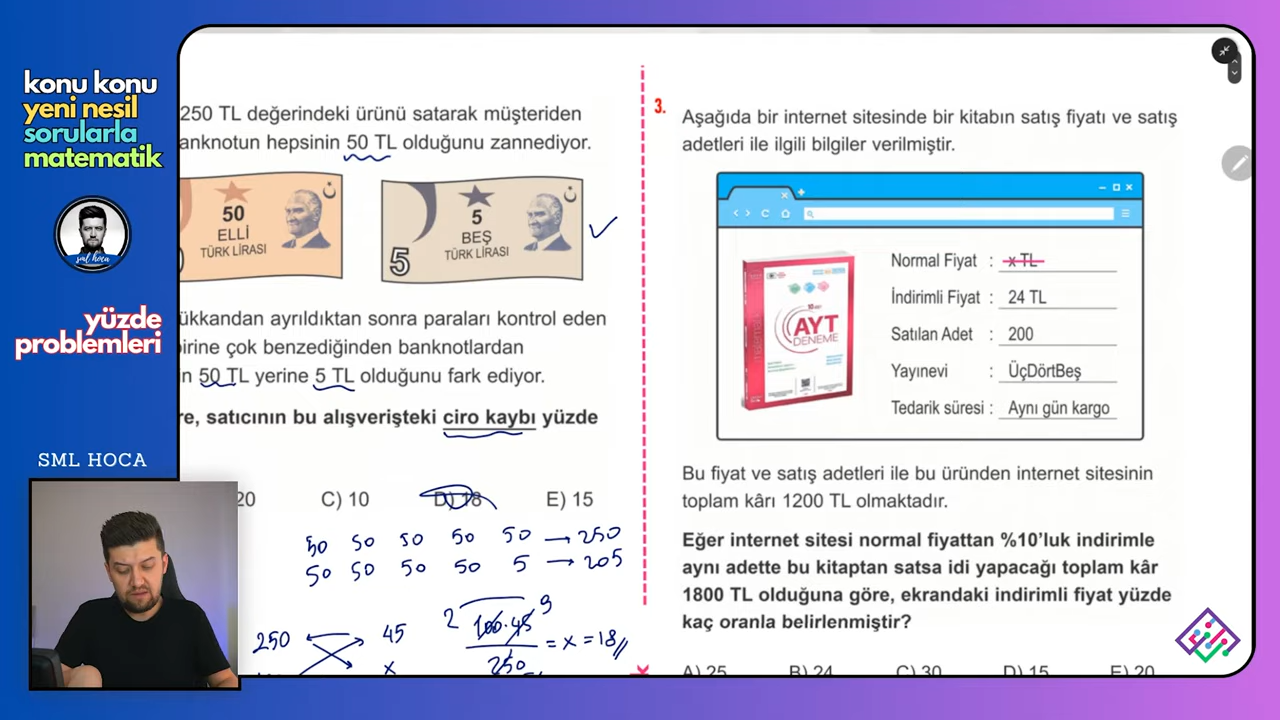 konu konu
yeni nesil
sorularla
matematik
sml hoca
yüzde
problemleri
SML HOCA
250 TL değerindeki ürünü satarak müşteriden
anknotun hepsinin 50 TL olduğunu zannediyor.
50
ELLİ
TÜRK LİRASI
5
BEŞ
TÜRK LİRASI
5
ükkandan ayrıldıktan sonra paraları kontrol eden
birine çok benzediğinden banknotlardan
in 50 TL yerine 5 TL olduğunu fark ediyor.
re, satıcının bu alışverişteki ciro kaybı yüzde
20 C) 10 D) 18 E) 15
50 50 50 50 50 → 250
50 50 50 50 5 → 205
250 45
x
2 100.45 9
250
= x = 18 //
3.
Aşağıda bir internet sitesinde bir kitabın satış fiyatı ve satış
adetleri ile ilgili bilgiler verilmiştir.
AYT
DENEME
Normal Fiyat : x TL
İndirimli Fiyat : 24 TL
Satılan Adet : 200
Yayınevi : ÜçDörtBeş
Tedarik süresi : Aynı gün kargo
Bu fiyat ve satış adetleri ile bu üründen internet sitesinin
toplam kârı 1200 TL olmaktadır.
Eğer internet sitesi normal fiyattan %10'luk indirimle
aynı adette bu kitaptan satsa idi yapacağı toplam kâr
1800 TL olduğuna göre, ekrandaki indirimli fiyat yüzde
kaç oranla belirlenmiştir?
A) 25 B) 24 C) 30 D) 15 E) 20